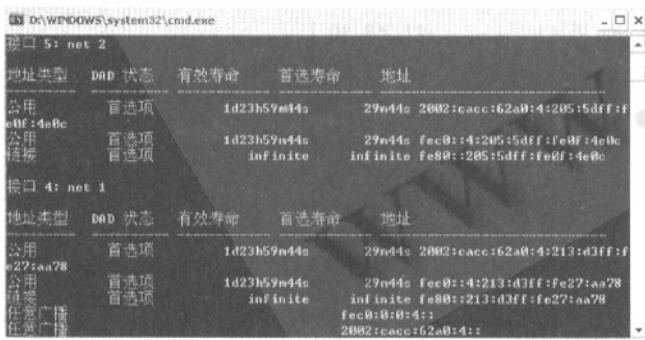 D:\WINDOWS\system32\cmd.exe
接口 5: net 2
地址类型 DAD 状态 有效寿命 首选寿命 地址
公用 首选项 1d23h59m44s 29m44s 2002:cacc:62a0:4:205:5dff:f
e0f:4e0c
公用 首选项 1d23h59m44s 29m44s fec0::4:205:5dff:fe0f:4e0c
链接 首选项 infinite infinite fe80::205:5dff:fe0f:4e0c
接口 4: net 1
地址类型 DAD 状态 有效寿命 首选寿命 地址
公用 首选项 1d23h59m44s 29m44s 2002:cacc:62a0:4:213:d3ff:f
e27:aa78
公用 首选项 1d23h59m44s 29m44s fec0::4:213:d3ff:fe27:aa78
链接 首选项 infinite infinite fe80::213:d3ff:fe27:aa78
任意广播 fec0:0:0:4::
任意广播 2002:cacc:62a0:4::
WWW